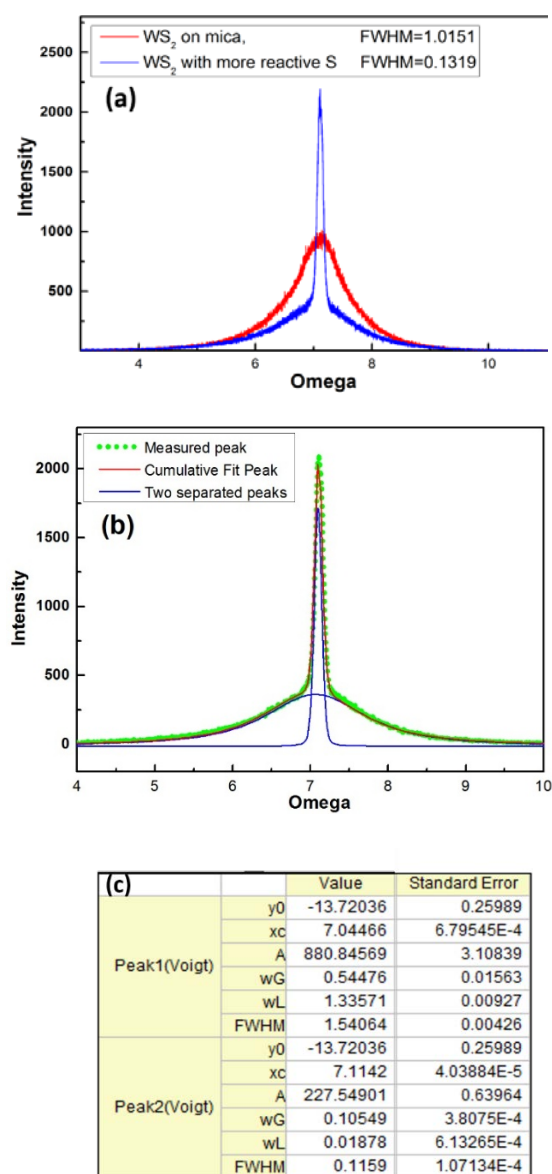 WS2 on mica, FWHM=1.0151
WS2 with more reactive S FWHM=0.1319
(a)
2500
2000
1500
1000
500
Intensity
4 6 8 10
Omega
Measured peak
Cumulative Fit Peak
Two separated peaks
(b)
2000
1500
1000
500
0
Intensity
4 5 6 7 8 9 10
Omega
(c)
Value Standard Error
Peak1(Voigt)
y0 -13.72036 0.25989
xc 7.04466 6.79545E-4
A 880.84569 3.10839
wG 0.54476 0.01563
wL 1.33571 0.00927
FWHM 1.54064 0.00426
Peak2(Voigt)
y0 -13.72036 0.25989
xc 7.1142 4.03884E-5
A 227.54901 0.63964
wG 0.10549 3.8075E-4
wL 0.01878 6.13265E-4
FWHM 0.1159 1.07134E-4